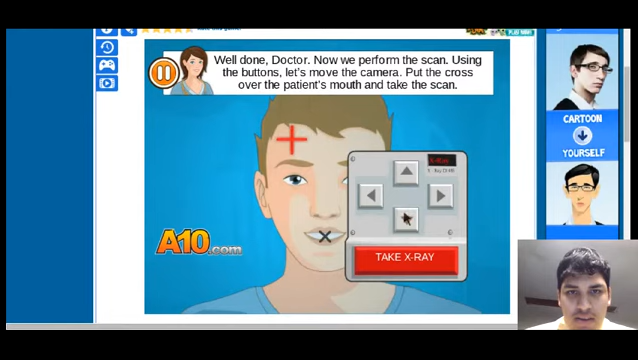 Well done, Doctor. Now we perform the scan. Using
the buttons, let's move the camera. Put the cross
over the patient's mouth and take the scan.
X-Ray
CARTOON
YOURSELF
A10.com
TAKE X-RAY